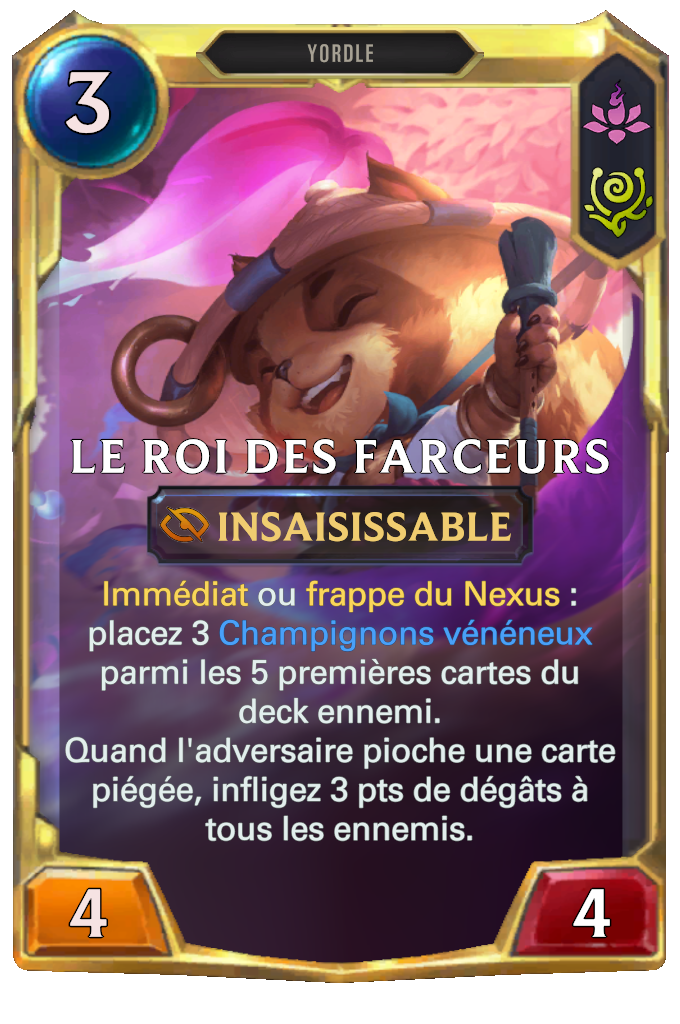 YORDLE
3
LE ROI DES FARCEURS
INSAISISSABLE
Immédiat ou frappe du Nexus :
placez 3 Champignons vénéneux
parmi les 5 premières cartes du
deck ennemi.
Quand l'adversaire pioche une carte
piégée, infligez 3 pts de dégâts à
tous les ennemis.
4 4